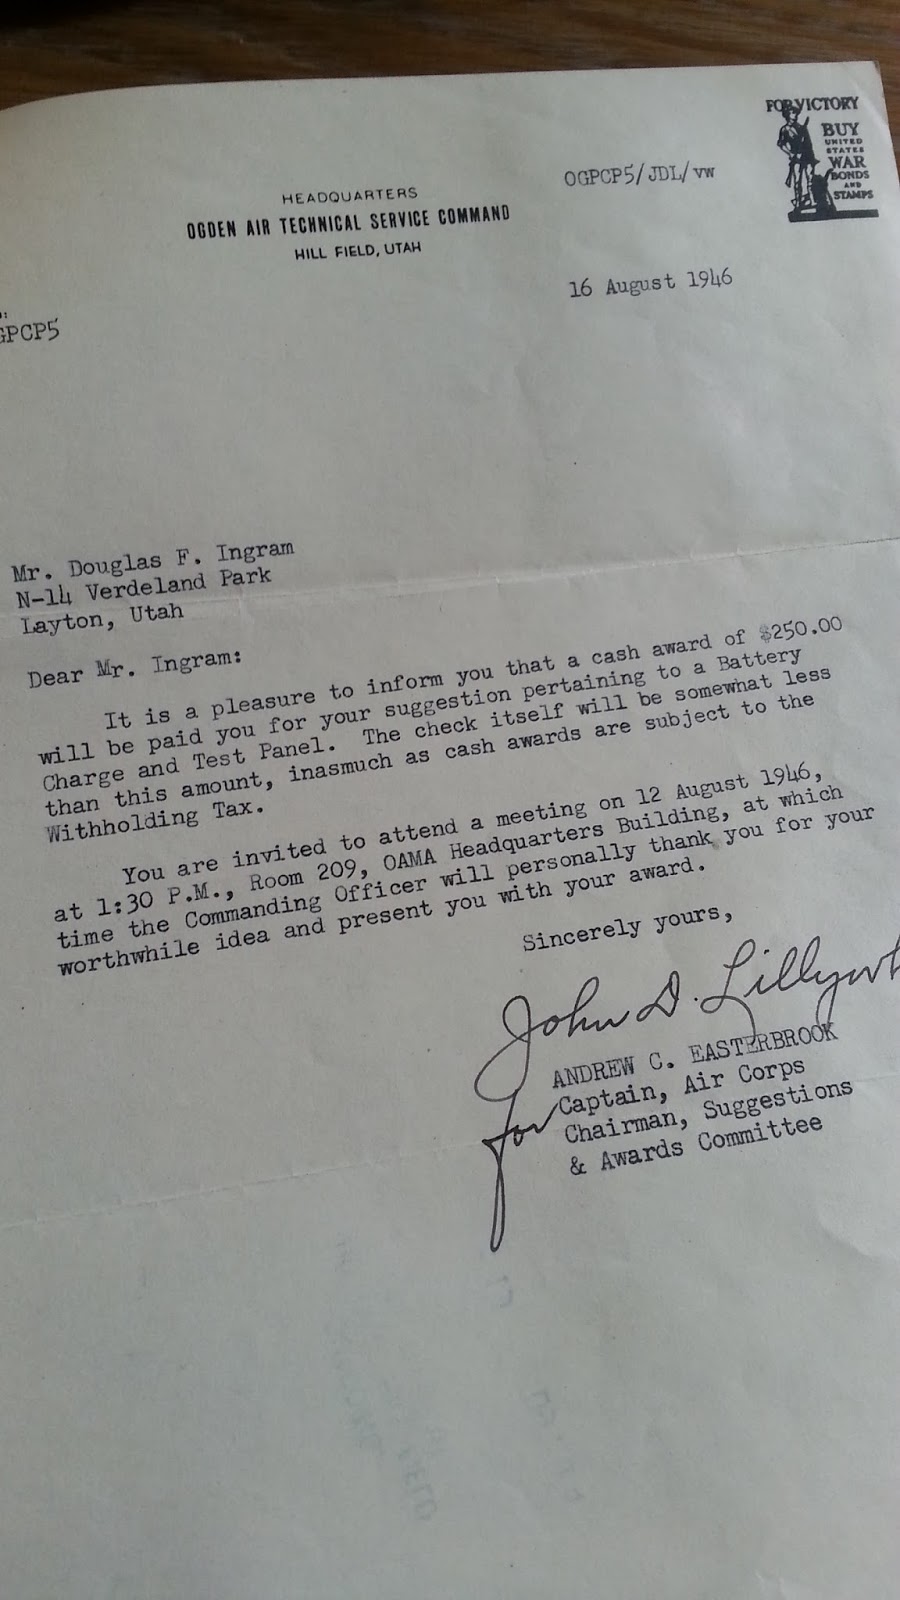 FOR VICTORY
BUY
UNITED
STATES
WAR
BONDS
AND
STAMPS
OGPCP5/JDL/vw
HEADQUARTERS
OGDEN AIR TECHNICAL SERVICE COMMAND
HILL FIELD, UTAH
16 August 1946
GPCP5
Mr. Douglas F. Ingram
N-14 Verdeland Park
Layton, Utah
Dear Mr. Ingram:
It is a pleasure to inform you that a cash award of $250.00
will be paid you for your suggestion pertaining to a Battery
Charge and Test Panel. The check itself will be somewhat less
than this amount, inasmuch as cash awards are subject to the
Withholding Tax.
You are invited to attend a meeting on 12 August 1946,
at 1:30 P.M., Room 209, OAMA Headquarters Building, at which
time the Commanding Officer will personally thank you for your
worthwhile idea and present you with your award.
Sincerely yours,
John D. Lillywh
ANDREW C. EASTERBROOK
for Captain, Air Corps
Chairman, Suggestions
& Awards Committee